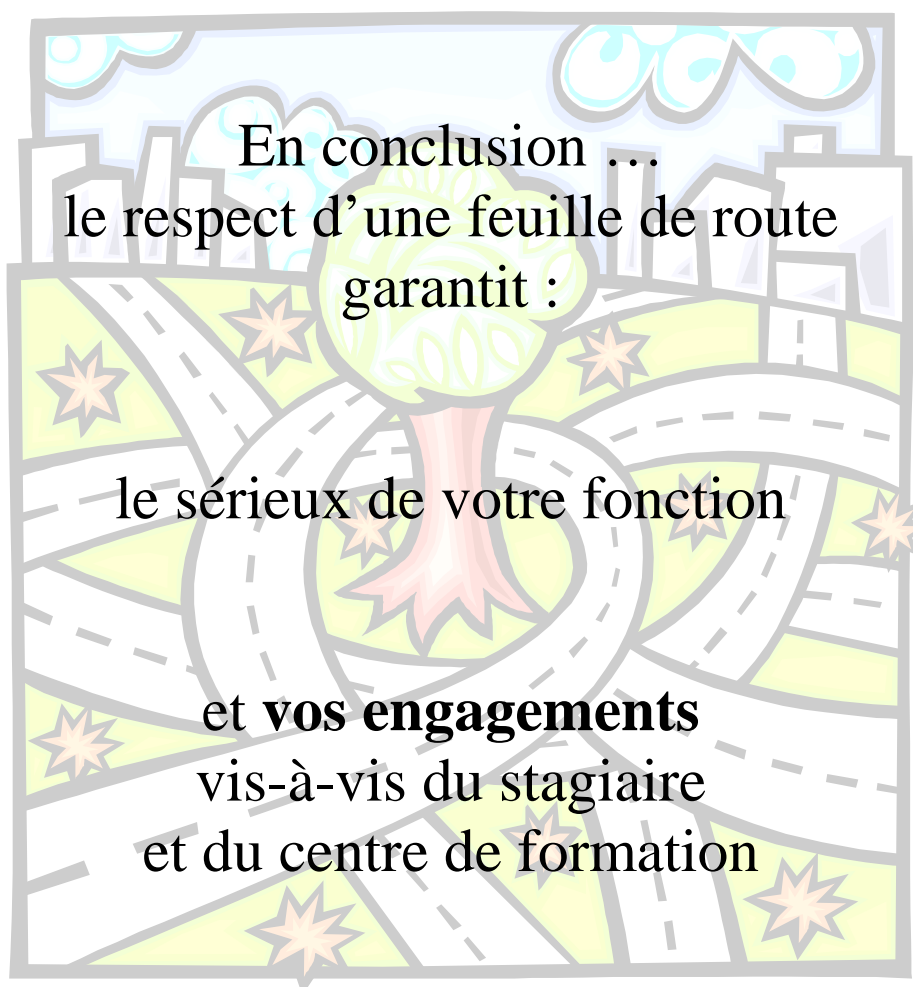 En conclusion …
le respect d’une feuille de route
garantit :
le sérieux de votre fonction
et vos engagements
vis-à-vis du stagiaire
et du centre de formation